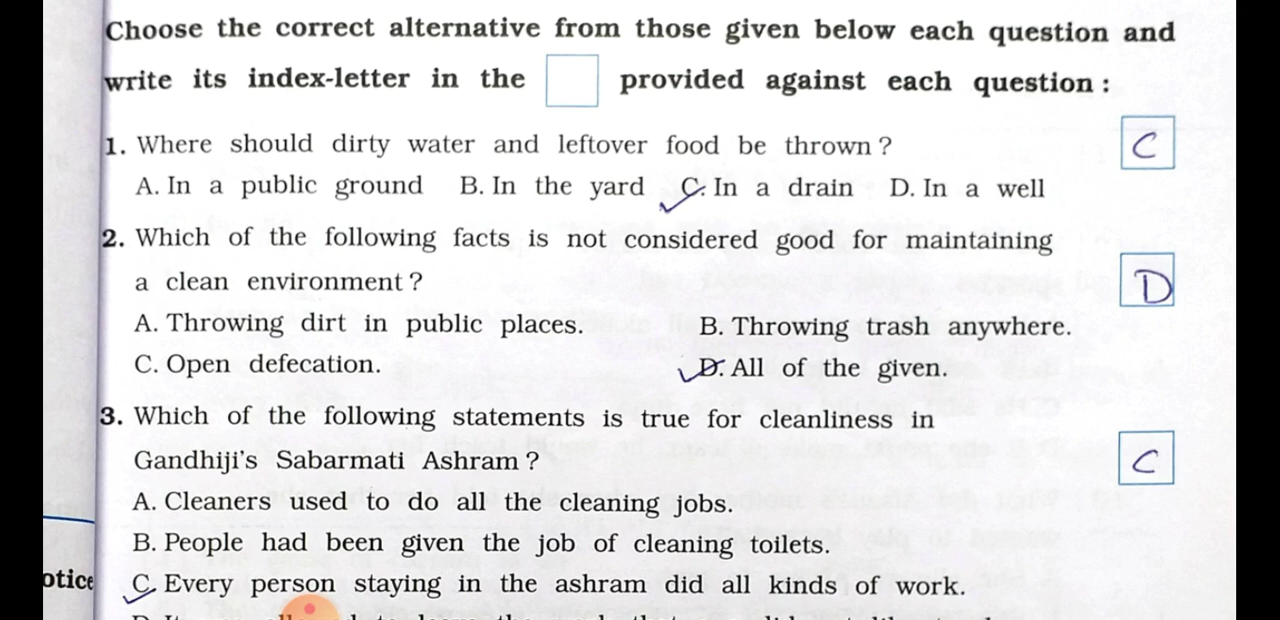 Choose the correct alternative from those given below each question and
write its index-letter in the provided against each question :
1. Where should dirty water and leftover food be thrown ? C
A. In a public ground B. In the yard C. In a drain D. In a well
2. Which of the following facts is not considered good for maintaining
a clean environment ? D
A. Throwing dirt in public places. B. Throwing trash anywhere.
C. Open defecation. D. All of the given.
3. Which of the following statements is true for cleanliness in
Gandhiji's Sabarmati Ashram ? C
A. Cleaners used to do all the cleaning jobs.
B. People had been given the job of cleaning toilets.
otice C. Every person staying in the ashram did all kinds of work.